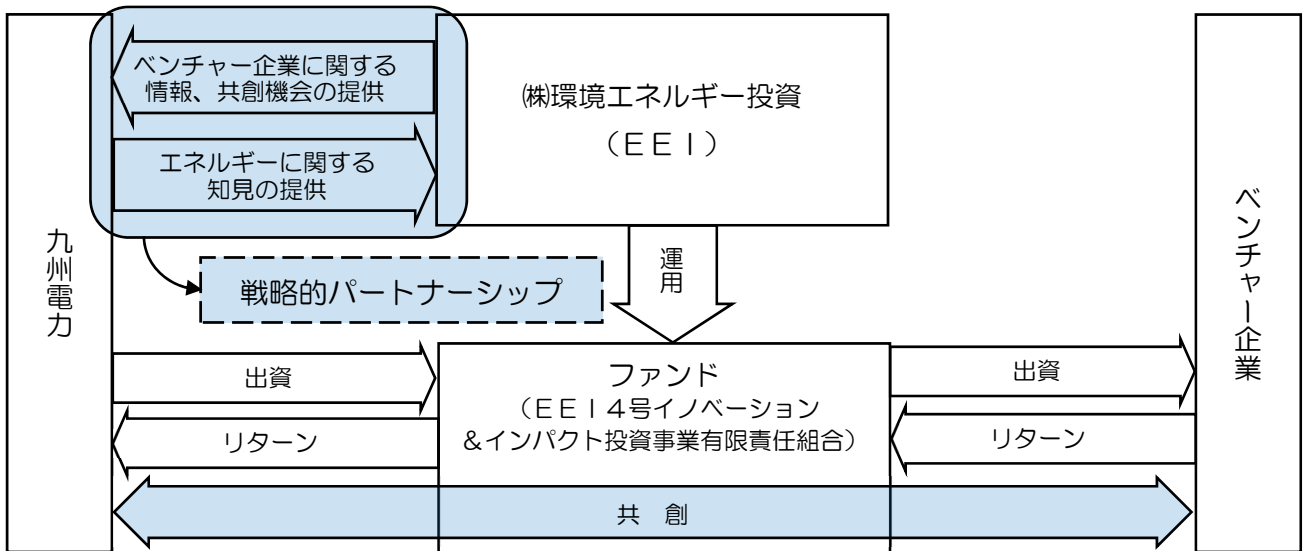 九州電力
ベンチャー企業に関する
情報、共創機会の提供
エネルギーに関する
知見の提供
㈱環境エネルギー投資
（ＥＥＩ）
戦略的パートナーシップ
運用
ファンド
（ＥＥＩ４号イノベーション
＆インパクト投資事業有限責任組合）
出資
リターン
出資
リターン
共　創
ベンチャー企業